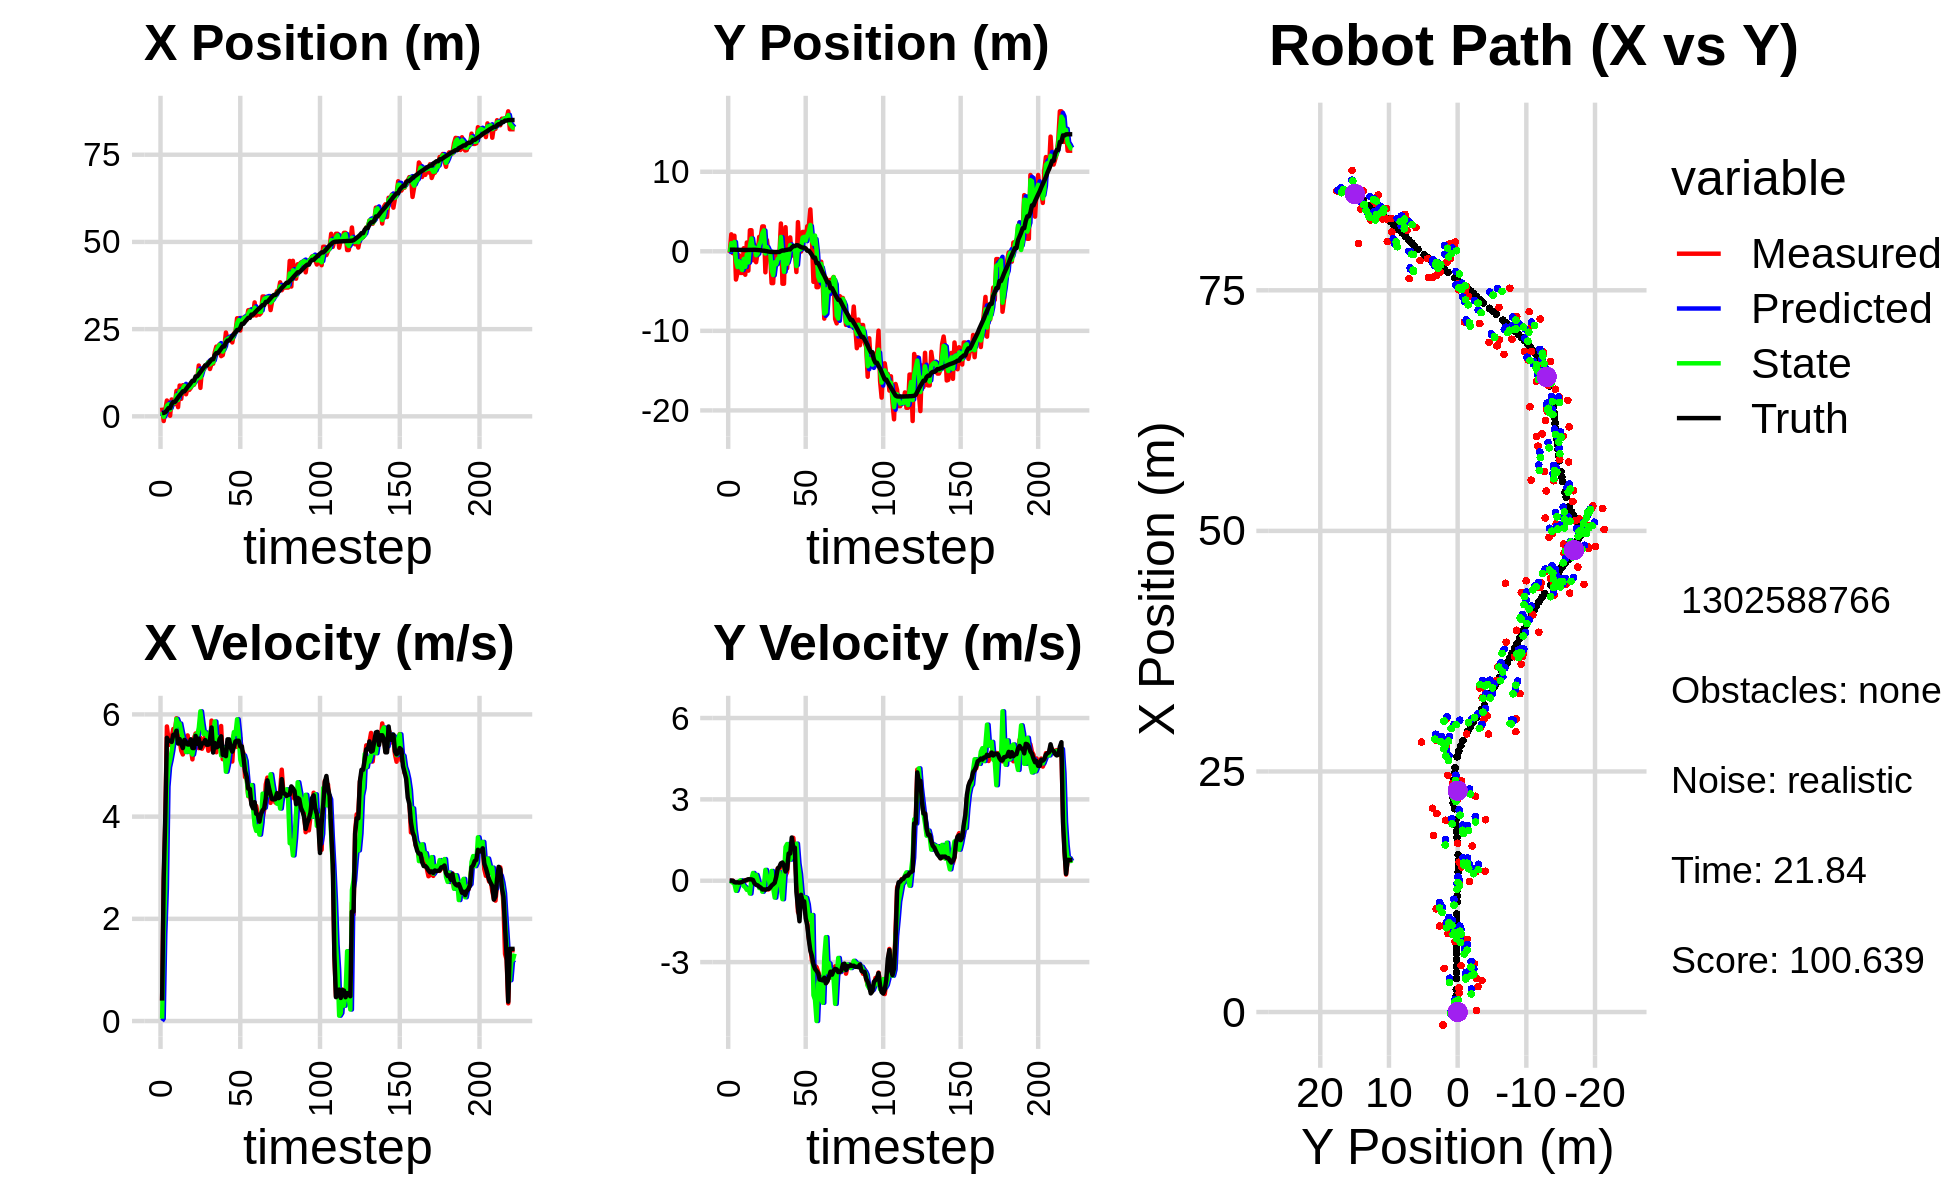 X Position (m)
75
50
25
0
0 50 100 150 200
timestep
Y Position (m)
10
0
-10
-20
0 50 100 150 200
timestep
X Velocity (m/s)
6
4
2
0
0 50 100 150 200
timestep
Y Velocity (m/s)
6
3
0
-3
0 50 100 150 200
timestep
Robot Path (X vs Y)
X Position (m)
75
50
25
0
20 10 0 -10 -20
Y Position (m)
variable
Measured
Predicted
State
Truth
1302588766
Obstacles: none
Noise: realistic
Time: 21.84
Score: 100.639